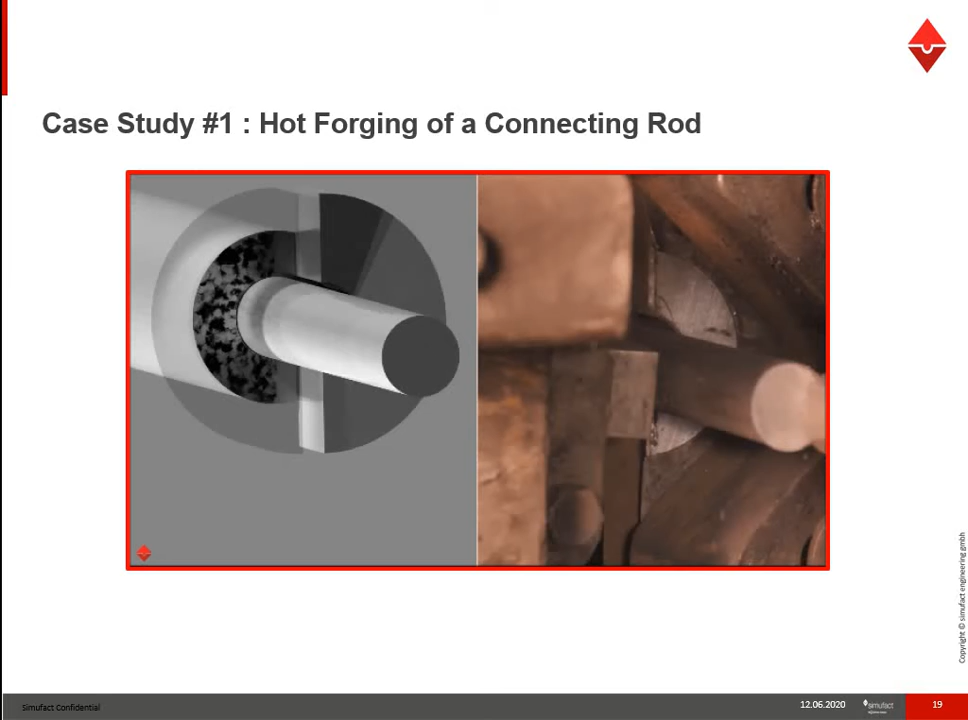 Case Study #1 : Hot Forging of a Connecting Rod
Copyright © simufact engineering gmbh
Simufact Confidential
12.06.2020
simufact
19